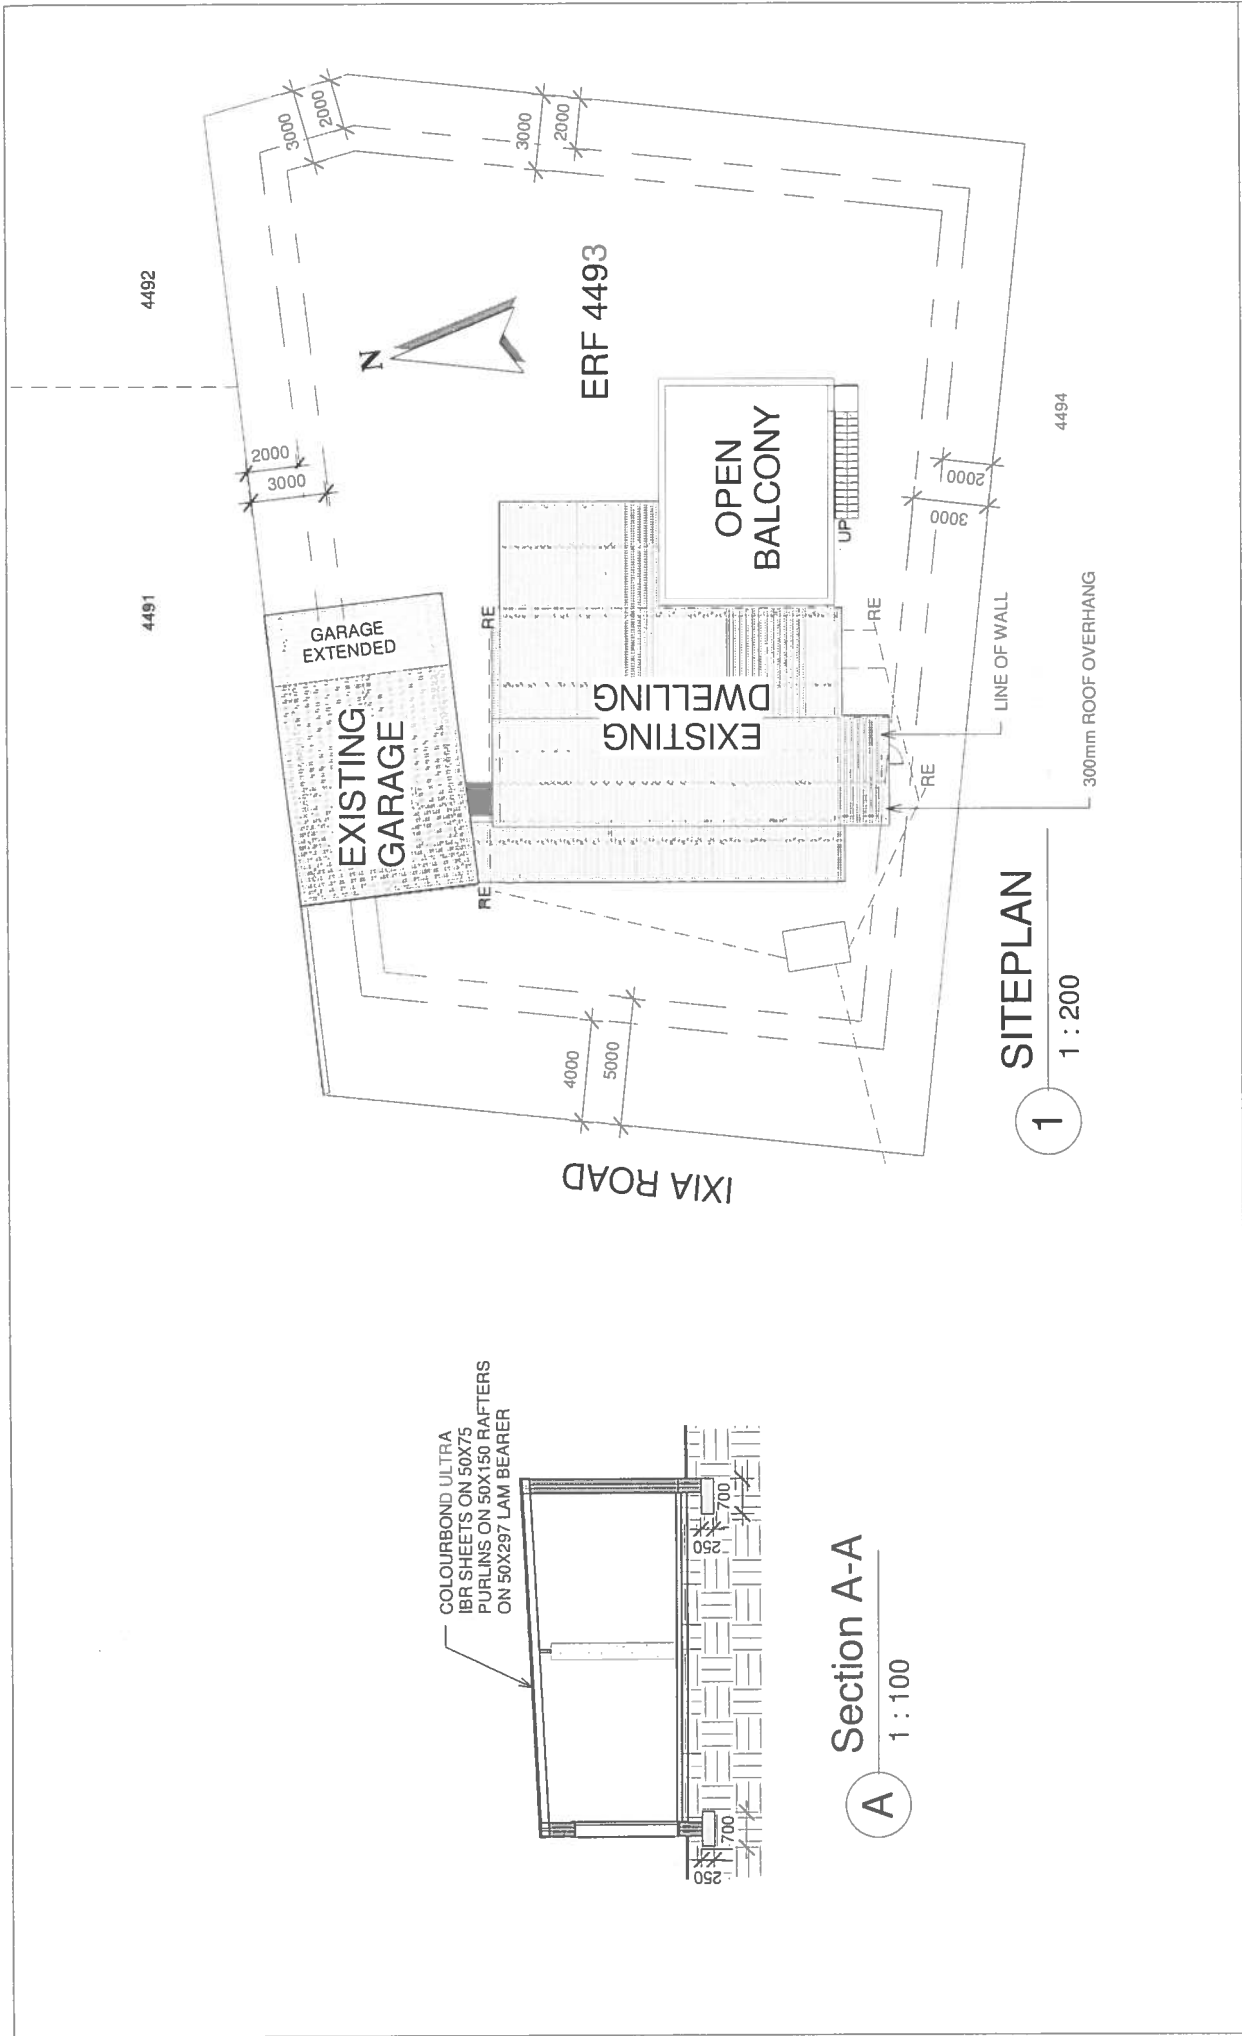 4492
4491
4494
3000
2000
3000
2000
2000
3000
N
ERF 4493
GARAGE
EXTENDED
EXISTING
GARAGE
OPEN
BALCONY
UP
EXISTING
DWELLING
RE
RE
RE
RE
2000
3000
LINE OF WALL
300mm ROOF OVERHANG
4000
5000
IXIA ROAD
1
SITEPLAN
1 : 200
COLOURBOND ULTRA
IBR SHEETS ON 50X75
PURLINS ON 50X150 RAFTERS
ON 50X297 LAM BEARER
250
700
250
700
A
Section A-A
1 : 100